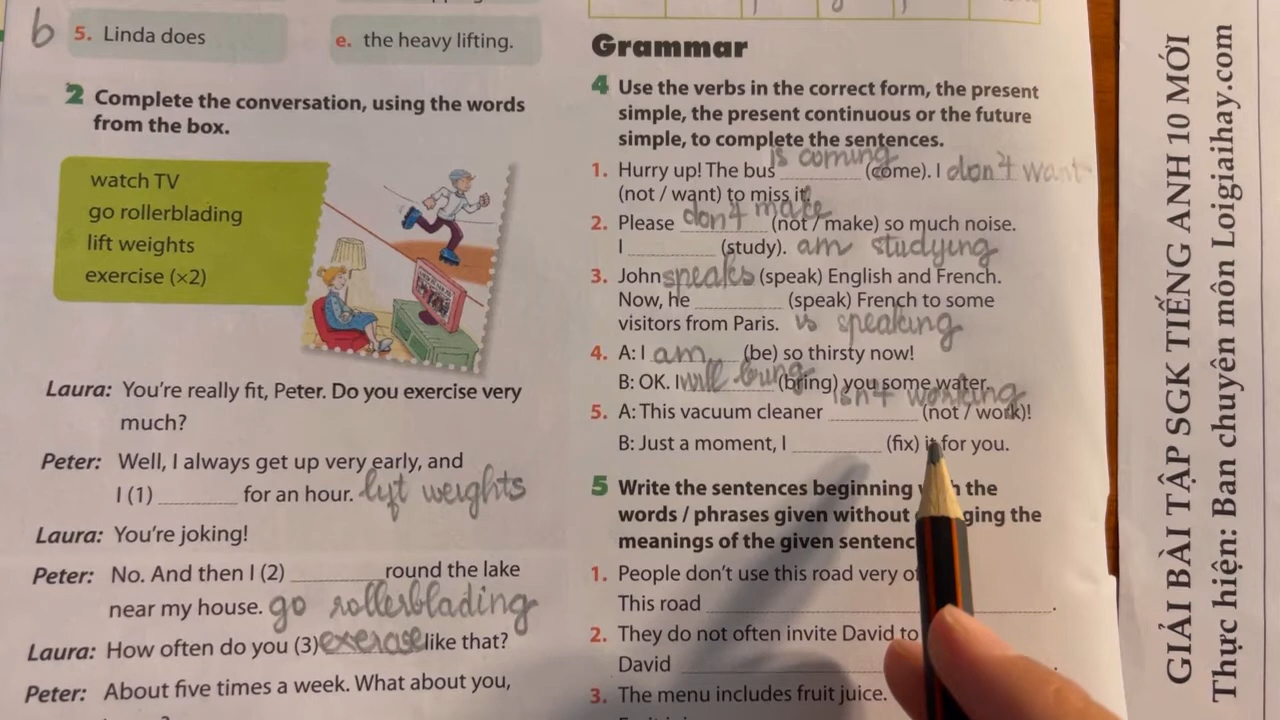 b 5. Linda does
e. the heavy lifting.
2 Complete the conversation, using the words
from the box.
watch TV
go rollerblading
lift weights
exercise (×2)
Laura: You're really fit, Peter. Do you exercise very
much?
Peter: Well, I always get up very early, and
I (1) ________ for an hour. lift weights
Laura: You're joking!
Peter: No. And then I (2) ________ round the lake
near my house. go rollerblading
Laura: How often do you (3) exercise like that?
Peter: About five times a week. What about you,
Grammar
4 Use the verbs in the correct form, the present
simple, the present continuous or the future
simple, to complete the sentences.
1. Hurry up! The bus is coming (come). I don't want
(not / want) to miss it.
2. Please don't make (not / make) so much noise.
I ________ (study). am studying
3. John speaks (speak) English and French.
Now, he ________ (speak) French to some
visitors from Paris. is speaking
4. A: I am (be) so thirsty now!
B: OK. I will bring (bring) you some water.
5. A: This vacuum cleaner isn't working (not / work)!
B: Just a moment, I ________ (fix) it for you.
5 Write the sentences beginning the
words / phrases given without the
meanings of the given
1. People don't use this road very
This road ________.
2. They do not often invite David to
David ________.
3. The menu includes fruit juice.
GIẢI BÀI TẬP SGK TIẾNG ANH 10 MỚI
Thực hiện: Ban chuyên môn Loigiaihay.com